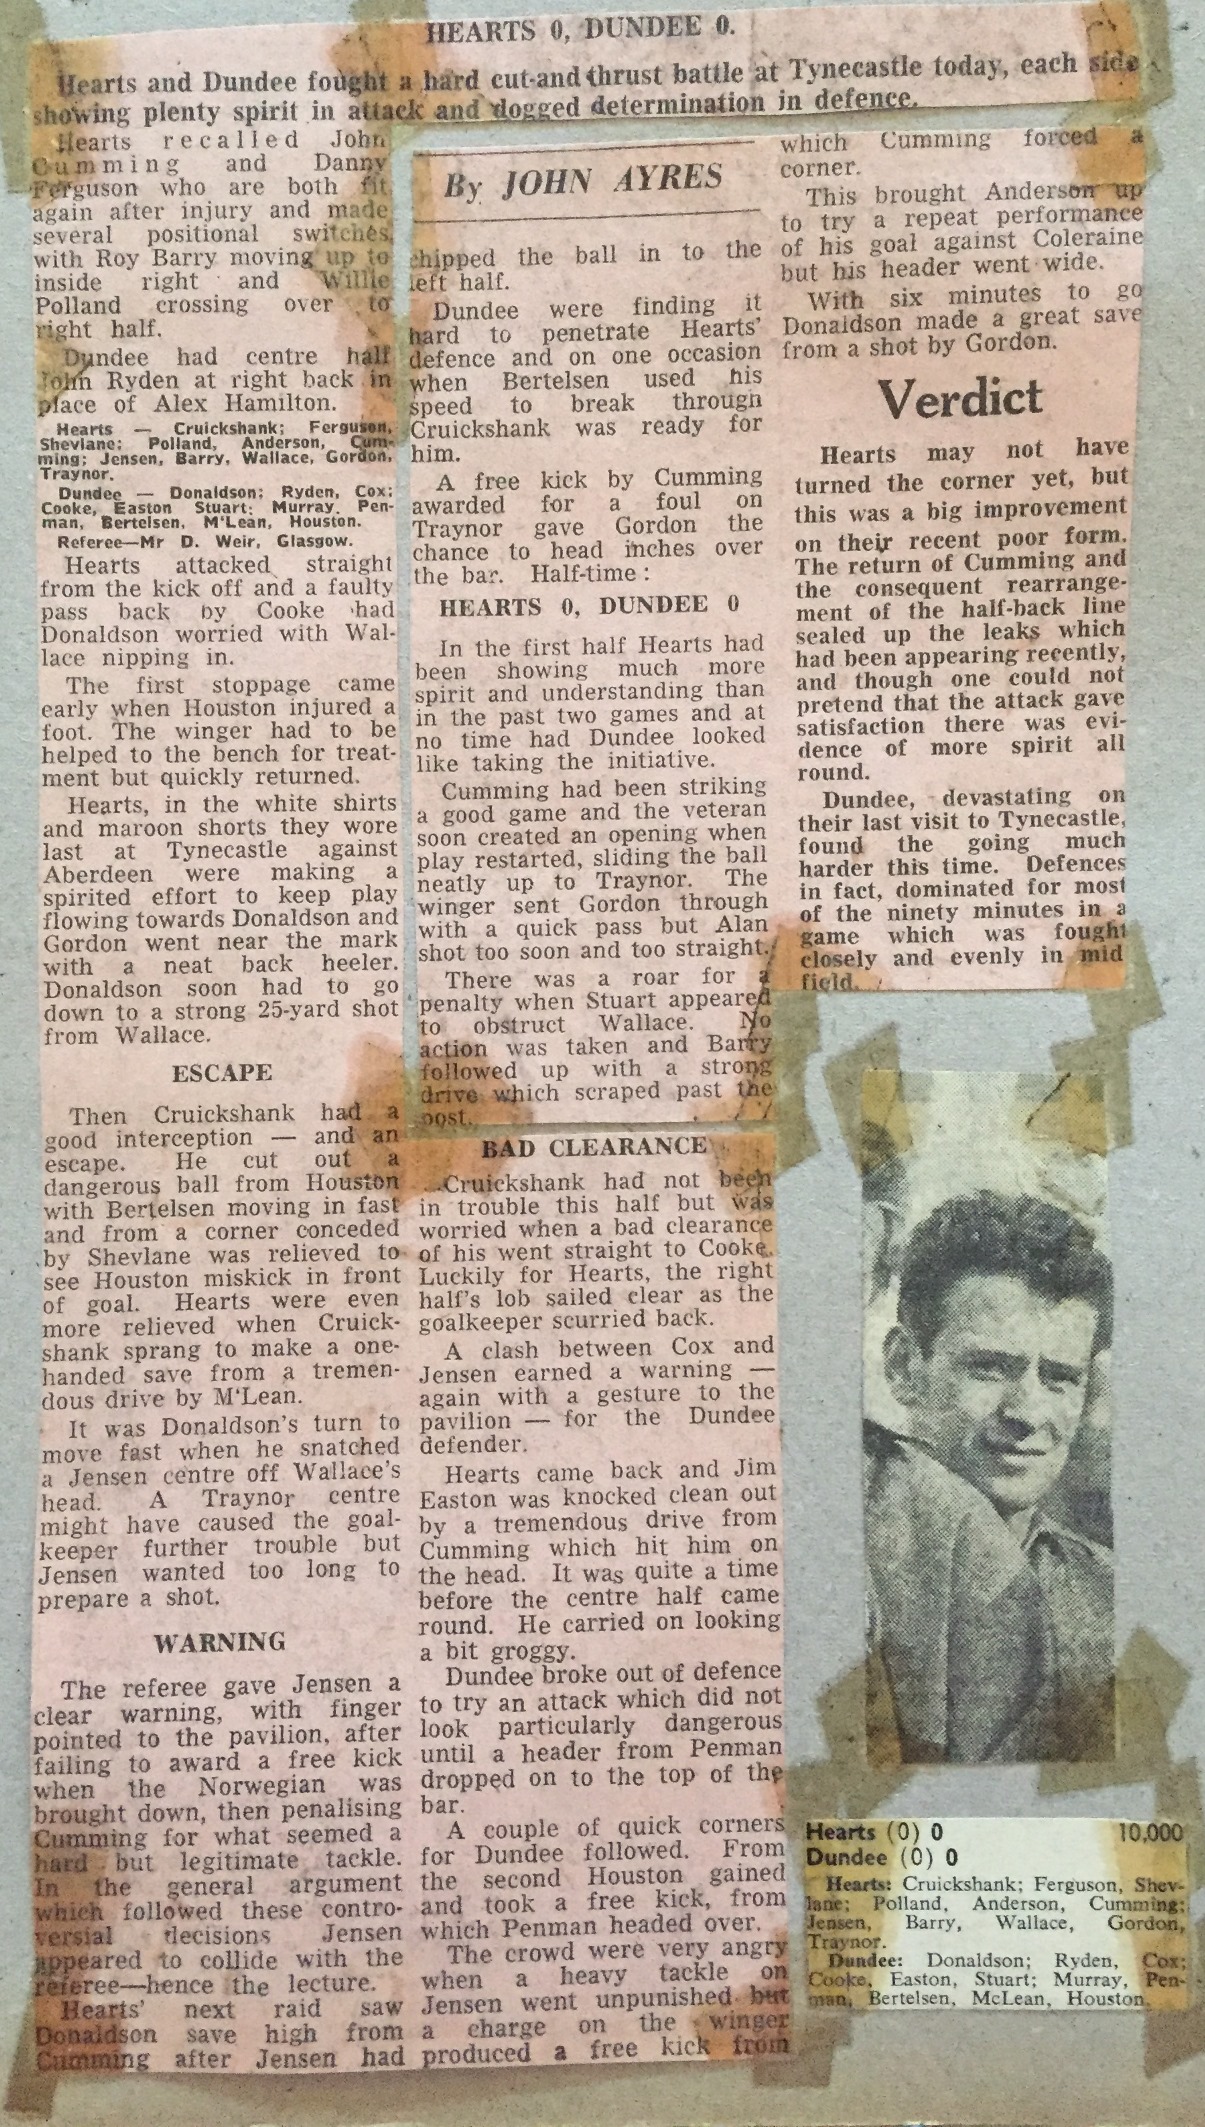 HEARTS 0, DUNDEE 0.
Hearts and Dundee fought a hard cut-and thrust battle at Tynecastle today, each side
showing plenty spirit in attack and dogged determination in defence.
Hearts recalled John
Cumming and Danny
Ferguson who are both fit
again after injury and made
several positional switches,
with Roy Barry moving up to
inside right and Willie
Polland crossing over to
right half.
Dundee had centre half
John Ryden at right back in
place of Alex Hamilton.
Hearts — Cruickshank; Ferguson,
Shevlane; Polland, Anderson, Cum-
ming; Jensen, Barry, Wallace, Gordon,
Traynor.
Dundee — Donaldson; Ryden, Cox;
Cooke, Easton Stuart; Murray, Pen-
man, Bertelsen, M'Lean, Houston.
Referee—Mr D. Weir, Glasgow.
Hearts attacked straight
from the kick off and a faulty
pass back by Cooke had
Donaldson worried with Wal-
lace nipping in.
The first stoppage came
early when Houston injured a
foot. The winger had to be
helped to the bench for treat-
ment but quickly returned.
Hearts, in the white shirts
and maroon shorts they wore
last at Tynecastle against
Aberdeen were making a
spirited effort to keep play
flowing towards Donaldson and
Gordon went near the mark
with a neat back heeler.
Donaldson soon had to go
down to a strong 25-yard shot
from Wallace.
ESCAPE
Then Cruickshank had a
good interception — and an
escape. He cut out a
dangerous ball from Houston
with Bertelsen moving in fast
and from a corner conceded
by Shevlane was relieved to
see Houston miskick in front
of goal. Hearts were even
more relieved when Cruick-
shank sprang to make a one-
handed save from a tremen-
dous drive by M'Lean.
It was Donaldson's turn to
move fast when he snatched
a Jensen centre off Wallace's
head. A Traynor centre
might have caused the goal-
keeper further trouble but
Jensen wanted too long to
prepare a shot.
WARNING
The referee gave Jensen a
clear warning, with finger
pointed to the pavilion, after
failing to award a free kick
when the Norwegian was
brought down, then penalising
Cumming for what seemed a
hard but legitimate tackle.
In the general argument
which followed these contro-
versial decisions Jensen
appeared to collide with the
referee—hence the lecture.
Hearts' next raid saw
Donaldson save high from
Cumming after Jensen had
By JOHN AYRES
chipped the ball in to the
left half.
Dundee were finding it
hard to penetrate Hearts'
defence and on one occasion
when Bertelsen used his
speed to break through
Cruickshank was ready for
him.
A free kick by Cumming
awarded for a foul on
Traynor gave Gordon the
chance to head inches over
the bar. Half-time:
HEARTS 0, DUNDEE 0
In the first half Hearts had
been showing much more
spirit and understanding than
in the past two games and at
no time had Dundee looked
like taking the initiative.
Cumming had been striking
a good game and the veteran
soon created an opening when
play restarted, sliding the ball
neatly up to Traynor. The
winger sent Gordon through
with a quick pass but Alan
shot too soon and too straight.
There was a roar for a
penalty when Stuart appeared
to obstruct Wallace. No
action was taken and Barry
followed up with a strong
drive which scraped past the
post.
BAD CLEARANCE
Cruickshank had not been
in trouble this half but was
worried when a bad clearance
of his went straight to Cooke.
Luckily for Hearts, the right
half's lob sailed clear as the
goalkeeper scurried back.
A clash between Cox and
Jensen earned a warning —
again with a gesture to the
pavilion — for the Dundee
defender.
Hearts came back and Jim
Easton was knocked clean out
by a tremendous drive from
Cumming which hit him on
the head. It was quite a time
before the centre half came
round. He carried on looking
a bit groggy.
Dundee broke out of defence
to try an attack which did not
look particularly dangerous
until a header from Penman
dropped on to the top of the
bar.
A couple of quick corners
for Dundee followed. From
the second Houston gained
and took a free kick, from
which Penman headed over.
The crowd were very angry
when a heavy tackle on
Jensen went unpunished but
a charge on the winger
produced a free kick from
which Cumming forced a
corner.
This brought Anderson up
to try a repeat performance
of his goal against Coleraine
but his header went wide.
With six minutes to go
Donaldson made a great save
from a shot by Gordon.
Verdict
Hearts may not have
turned the corner yet, but
this was a big improvement
on their recent poor form.
The return of Cumming and
the consequent rearrange-
ment of the half-back line
sealed up the leaks which
had been appearing recently,
and though one could not
pretend that the attack gave
satisfaction there was evi-
dence of more spirit all
round.
Dundee, devastating on
their last visit to Tynecastle,
found the going much
harder this time. Defences
in fact, dominated for most
of the ninety minutes in a
game which was fought
closely and evenly in mid
field.
Hearts (0) 0 10,000
Dundee (0) 0
Hearts: Cruickshank; Ferguson, Shev-
lane; Polland, Anderson, Cumming;
Jensen, Barry, Wallace, Gordon,
Traynor.
Dundee: Donaldson; Ryden, Cox;
Cooke, Easton, Stuart; Murray, Pen-
man, Bertelsen, McLean, Houston.